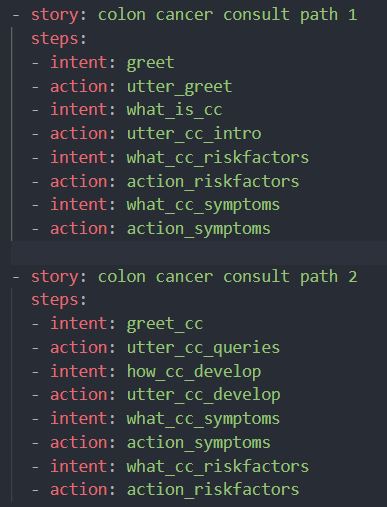 - story: colon cancer consult path 1
steps:
- intent: greet
- action: utter_greet
- intent: what_is_cc
- action: utter_cc_intro
- intent: what_cc_riskfactors
- action: action_riskfactors
- intent: what_cc_symptoms
- action: action_symptoms
- story: colon cancer consult path 2
steps:
- intent: greet_cc
- action: utter_cc_queries
- intent: how_cc_develop
- action: utter_cc_develop
- intent: what_cc_symptoms
- action: action_symptoms
- intent: what_cc_riskfactors
- action: action_riskfactors